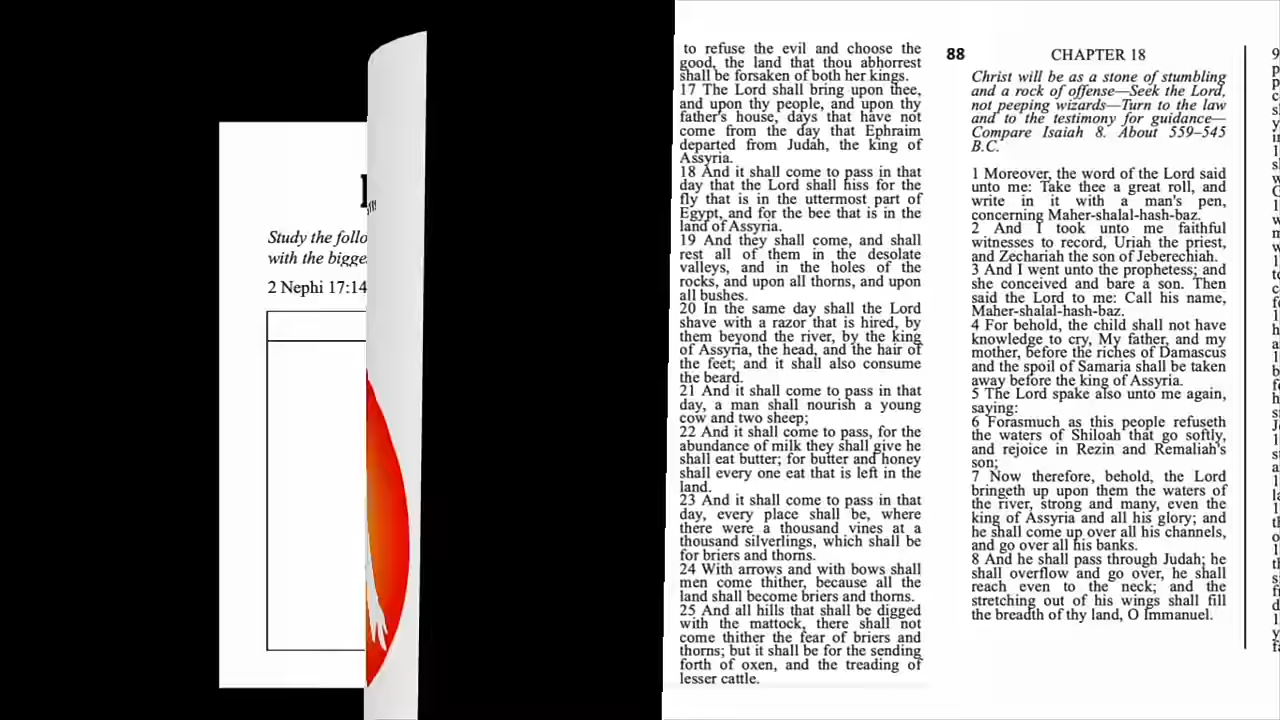 Study the follo
with the bigge
2 Nephi 17:14
to refuse the evil and choose the
good, the land that thou abhorrest
shall be forsaken of both her kings.
17 The Lord shall bring upon thee,
and upon thy people, and upon thy
father's house, days that have not
come from the day that Ephraim
departed from Judah, the king of
Assyria.
18 And it shall come to pass in that
day that the Lord shall hiss for the
fly that is in the uttermost part of
Egypt, and for the bee that is in the
land of Assyria.
19 And they shall come, and shall
rest all of them in the desolate
valleys, and in the holes of the
rocks, and upon all thorns, and upon
all bushes.
20 In the same day shall the Lord
shave with a razor that is hired, by
them beyond the river, by the king
of Assyria, the head, and the hair of
the feet; and it shall also consume
the beard.
21 And it shall come to pass in that
day, a man shall nourish a young
cow and two sheep;
22 And it shall come to pass, for the
abundance of milk they shall give he
shall eat butter; for butter and honey
shall every one eat that is left in the
land.
23 And it shall come to pass in that
day, every place shall be, where
there were a thousand vines at a
thousand silverlings, which shall be
for briers and thorns.
24 With arrows and with bows shall
men come thither, because all the
land shall become briers and thorns.
25 And all hills that shall be digged
with the mattock, there shall not
come thither the fear of briers and
thorns; but it shall be for the sending
forth of oxen, and the treading of
lesser cattle.
88
CHAPTER 18
Christ will be as a stone of stumbling
and a rock of offense—Seek the Lord,
not peeping wizards—Turn to the law
and to the testimony for guidance—
Compare Isaiah 8. About 559–545
B.C.
1 Moreover, the word of the Lord said
unto me: Take thee a great roll, and
write in it with a man's pen,
concerning Maher-shalal-hash-baz.
2 And I took unto me faithful
witnesses to record, Uriah the priest,
and Zechariah the son of Jeberechiah.
3 And I went unto the prophetess; and
she conceived and bare a son. Then
said the Lord to me: Call his name,
Maher-shalal-hash-baz.
4 For behold, the child shall not have
knowledge to cry, My father, and my
mother, before the riches of Damascus
and the spoil of Samaria shall be taken
away before the king of Assyria.
5 The Lord spake also unto me again,
saying:
6 Forasmuch as this people refuseth
the waters of Shiloah that go softly,
and rejoice in Rezin and Remaliah's
son;
7 Now therefore, behold, the Lord
bringeth up upon them the waters of
the river, strong and many, even the
king of Assyria and all his glory; and
he shall come up over all his channels,
and go over all his banks.
8 And he shall pass through Judah; he
shall overflow and go over, he shall
reach even to the neck; and the
stretching out of his wings shall fill
the breadth of thy land, O Immanuel.